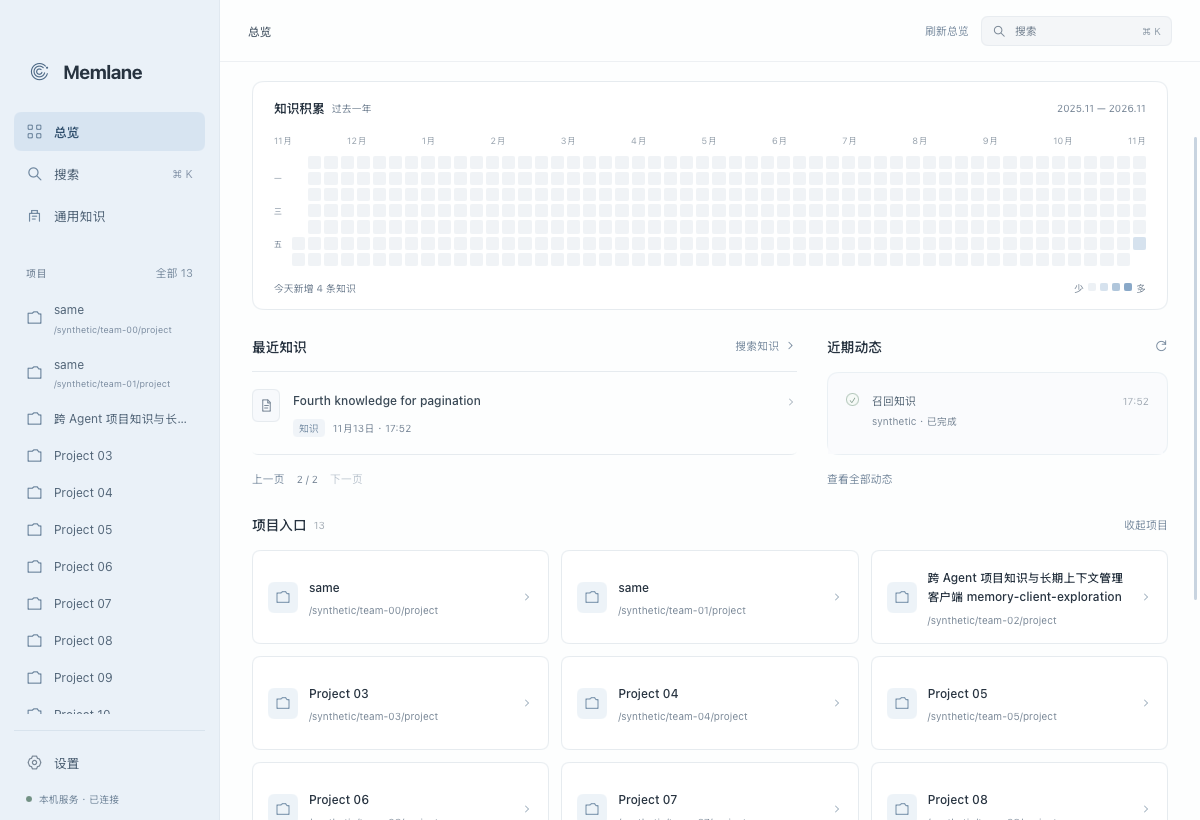 Memlane
总览
搜索 ⌘ K
通用知识
项目 全部 13
same
/synthetic/team-00/project
same
/synthetic/team-01/project
跨 Agent 项目知识与长...
Project 03
Project 04
Project 05
Project 06
Project 07
Project 08
Project 09
Project 10
设置
本机服务 · 已连接
总览
刷新总览
搜索 ⌘ K
知识积累 过去一年
2025.11 — 2026.11
11月 12月 1月 2月 3月 4月 5月 6月 7月 8月 9月 10月 11月
一
三
五
今天新增 4 条知识
少 多
最近知识
搜索知识
Fourth knowledge for pagination
知识 11月13日 · 17:52
上一页 2 / 2 下一页
近期动态
召回知识 17:52
synthetic · 已完成
查看全部动态
项目入口 13
收起项目
same
/synthetic/team-00/project
same
/synthetic/team-01/project
跨 Agent 项目知识与长期上下文管理
客户端 memory-client-exploration
/synthetic/team-02/project
Project 03
/synthetic/team-03/project
Project 04
/synthetic/team-04/project
Project 05
/synthetic/team-05/project
Project 06
Project 07
Project 08